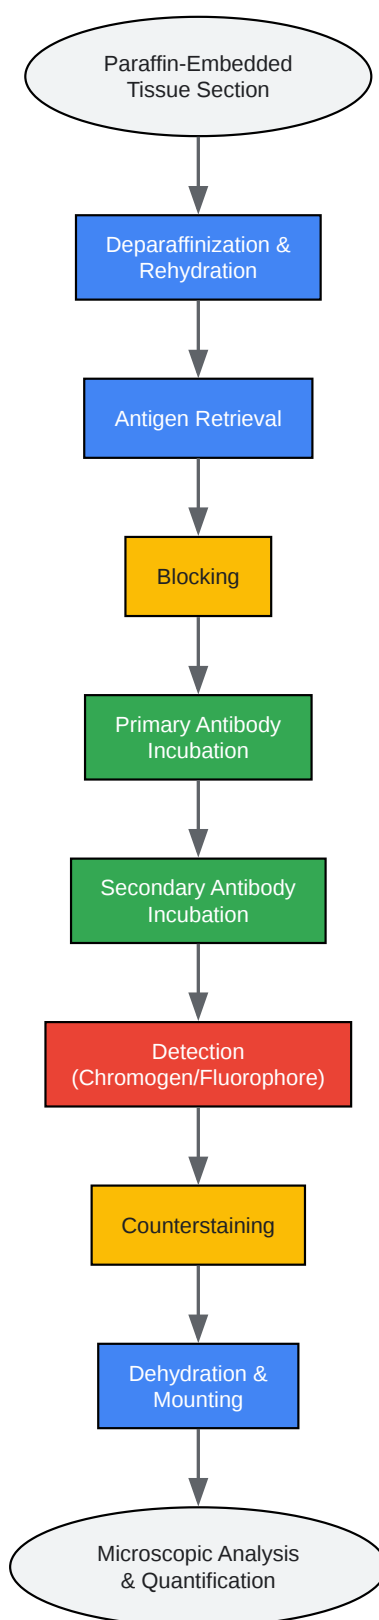 Paraffin-Embedded
Tissue Section
Deparaffinization &
Rehydration
Antigen Retrieval
Blocking
Primary Antibody
Incubation
Secondary Antibody
Incubation
Detection
(Chromogen/Fluorophore)
Counterstaining
Dehydration &
Mounting
Microscopic Analysis
& Quantification